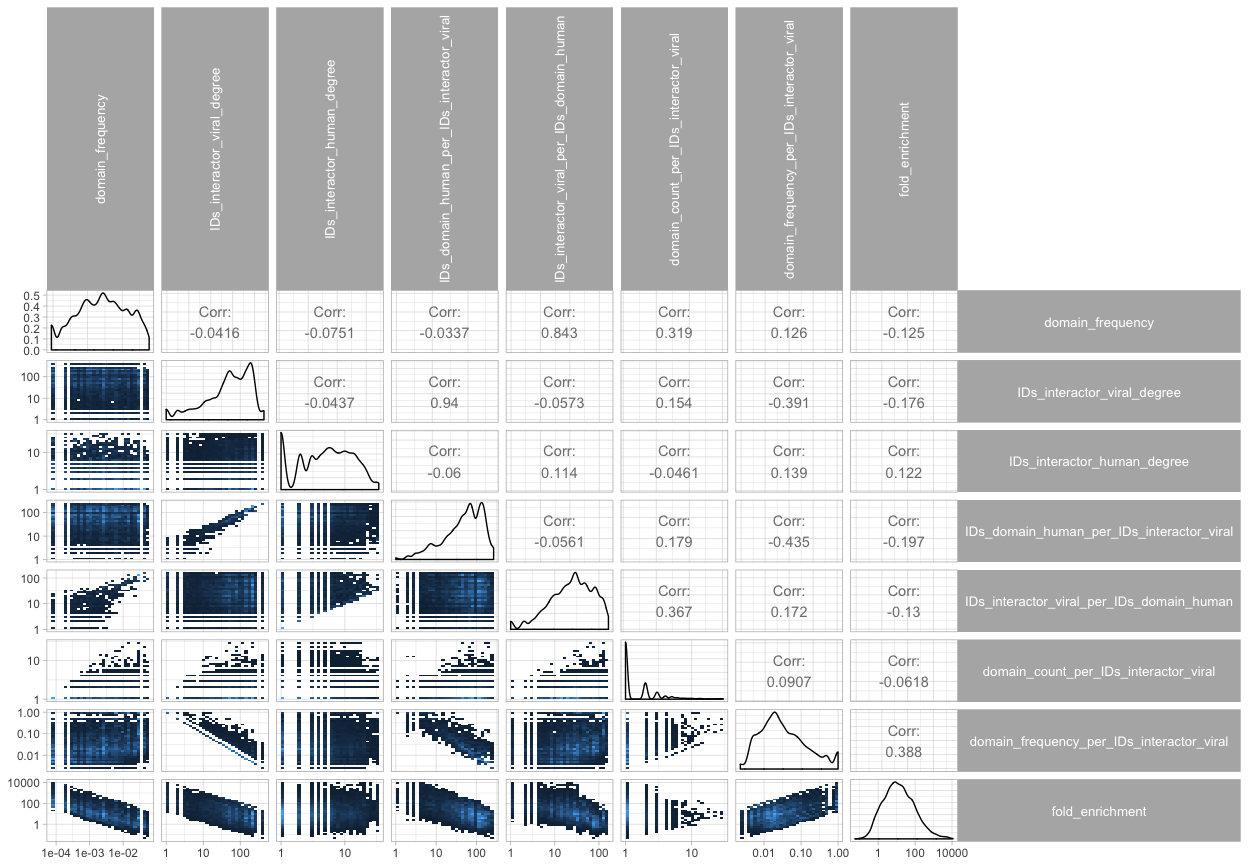 domain_frequency
IDs_interactor_viral_degree
IDs_interactor_human_degree
IDs_domain_human_per_IDs_interactor_viral
IDs_interactor_viral_per_IDs_domain_human
domain_count_per_IDs_interactor_viral
domain_frequency_per_IDs_interactor_viral
fold_enrichment
0.5
0.4
0.3
0.2
0.1
0.0
Corr:
-0.0416
Corr:
-0.0751
Corr:
-0.0337
Corr:
0.843
Corr:
0.319
Corr:
0.126
Corr:
-0.125
domain_frequency
100
10
1
Corr:
-0.0437
Corr:
0.94
Corr:
-0.0573
Corr:
0.154
Corr:
-0.391
Corr:
-0.176
IDs_interactor_viral_degree
10
1
Corr:
-0.06
Corr:
0.114
Corr:
-0.0461
Corr:
0.139
Corr:
0.122
IDs_interactor_human_degree
100
10
1
Corr:
-0.0561
Corr:
0.179
Corr:
-0.435
Corr:
-0.197
IDs_domain_human_per_IDs_interactor_viral
100
10
1
Corr:
0.367
Corr:
0.172
Corr:
-0.13
IDs_interactor_viral_per_IDs_domain_human
10
1
Corr:
0.0907
Corr:
-0.0618
domain_count_per_IDs_interactor_viral
1.00
0.10
0.01
Corr:
0.388
domain_frequency_per_IDs_interactor_viral
10000
100
1
fold_enrichment
1e-04 1e-03 1e-02
1 10 100
1 10
1 10 100
1 10 100
1 10
0.01 0.10 1.00
1 100 10000